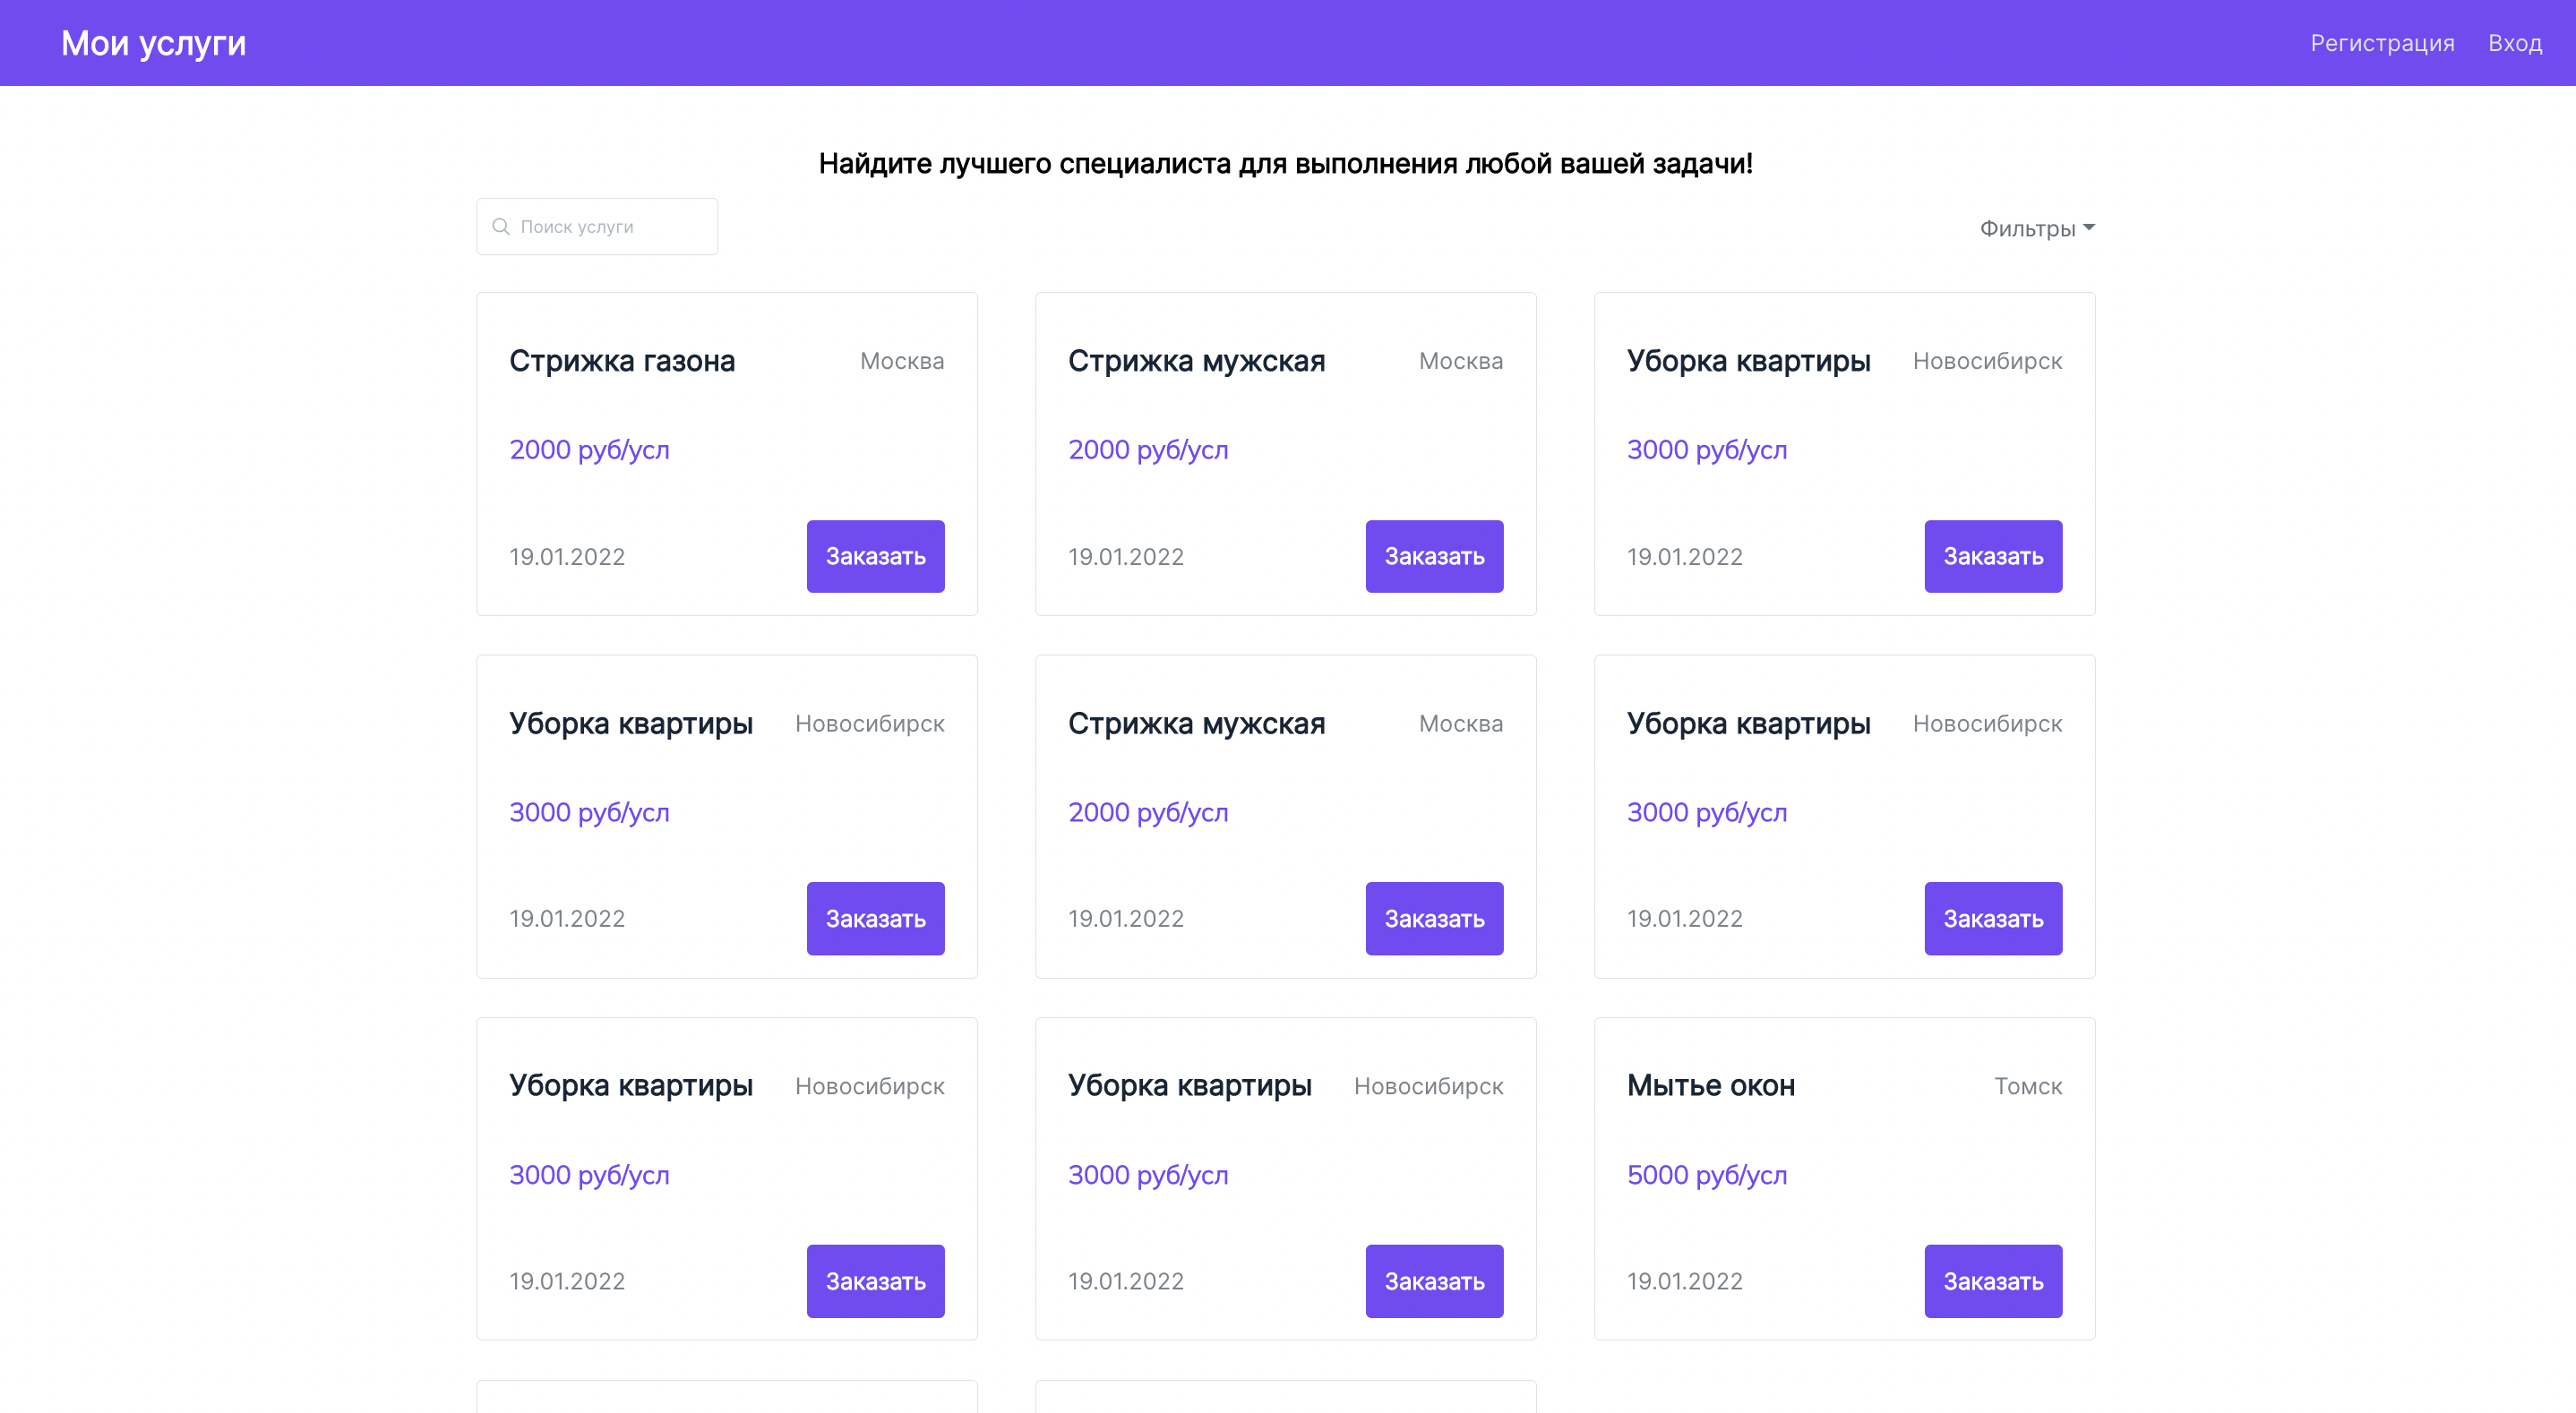 Мои услуги
Регистрация Вход
Найдите лучшего специалиста для выполнения любой вашей задачи!
Поиск услуги
Фильтры
Стрижка газона Москва
2000 руб/усл
19.01.2022 Заказать
Стрижка мужская Москва
2000 руб/усл
19.01.2022 Заказать
Уборка квартиры Новосибирск
3000 руб/усл
19.01.2022 Заказать
Уборка квартиры Новосибирск
3000 руб/усл
19.01.2022 Заказать
Стрижка мужская Москва
2000 руб/усл
19.01.2022 Заказать
Уборка квартиры Новосибирск
3000 руб/усл
19.01.2022 Заказать
Уборка квартиры Новосибирск
3000 руб/усл
19.01.2022 Заказать
Уборка квартиры Новосибирск
3000 руб/усл
19.01.2022 Заказать
Мытье окон Томск
5000 руб/усл
19.01.2022 Заказать